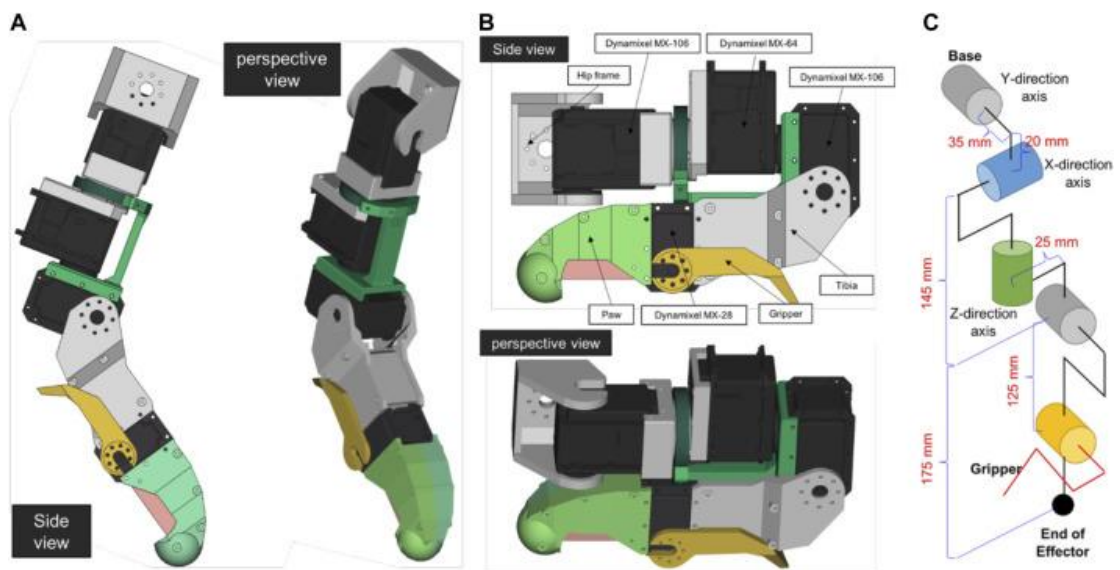 A
perspective
view
Side
view
B
Side view
Dynamixel MX-106
Dynamixel MX-64
Dynamixel MX-106
Hip frame
Paw
Dynamixel MX-28
Gripper
Tibia
perspective view
C
Base
Y-direction
axis
35 mm
20 mm
X-direction
axis
25 mm
145 mm
Z-direction
axis
125 mm
175 mm
Gripper
End of
Effector